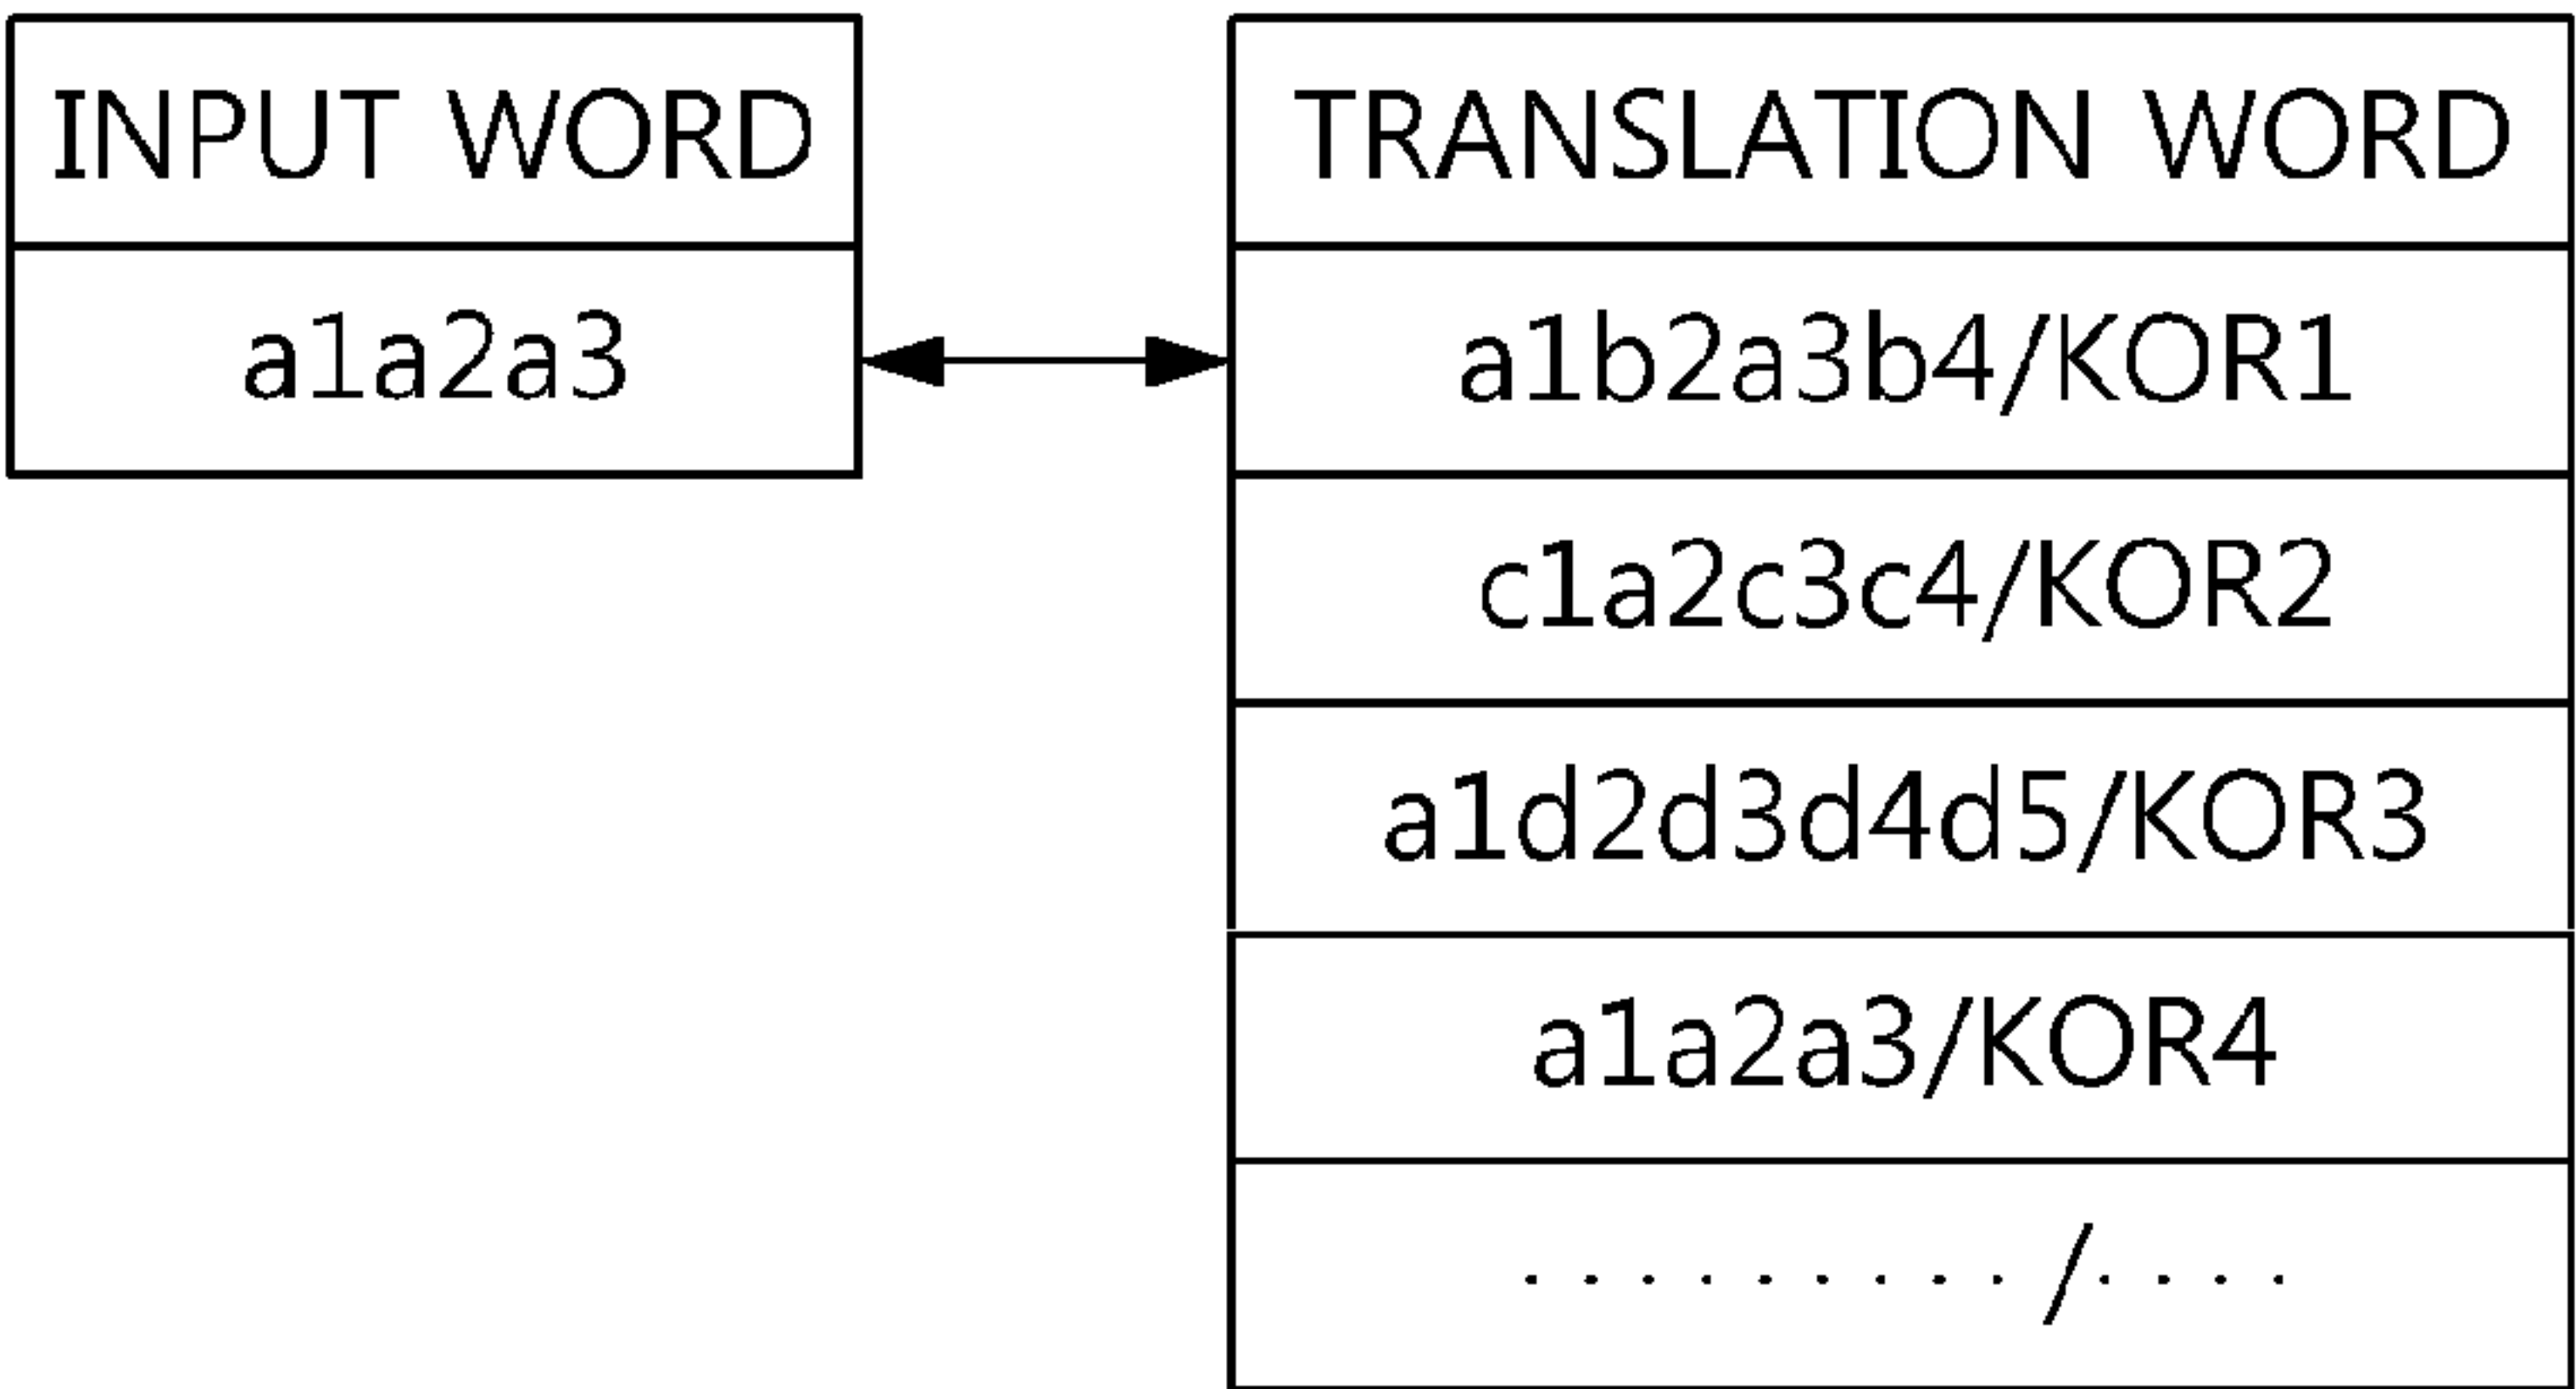 INPUT WORD
a1a2a3
TRANSLATION WORD
a1b2a3b4/KOR1
c1a2c3c4/KOR2
a1d2d3d4d5/KOR3
a1a2a3/KOR4
· · · · · · · · · /· · · ·